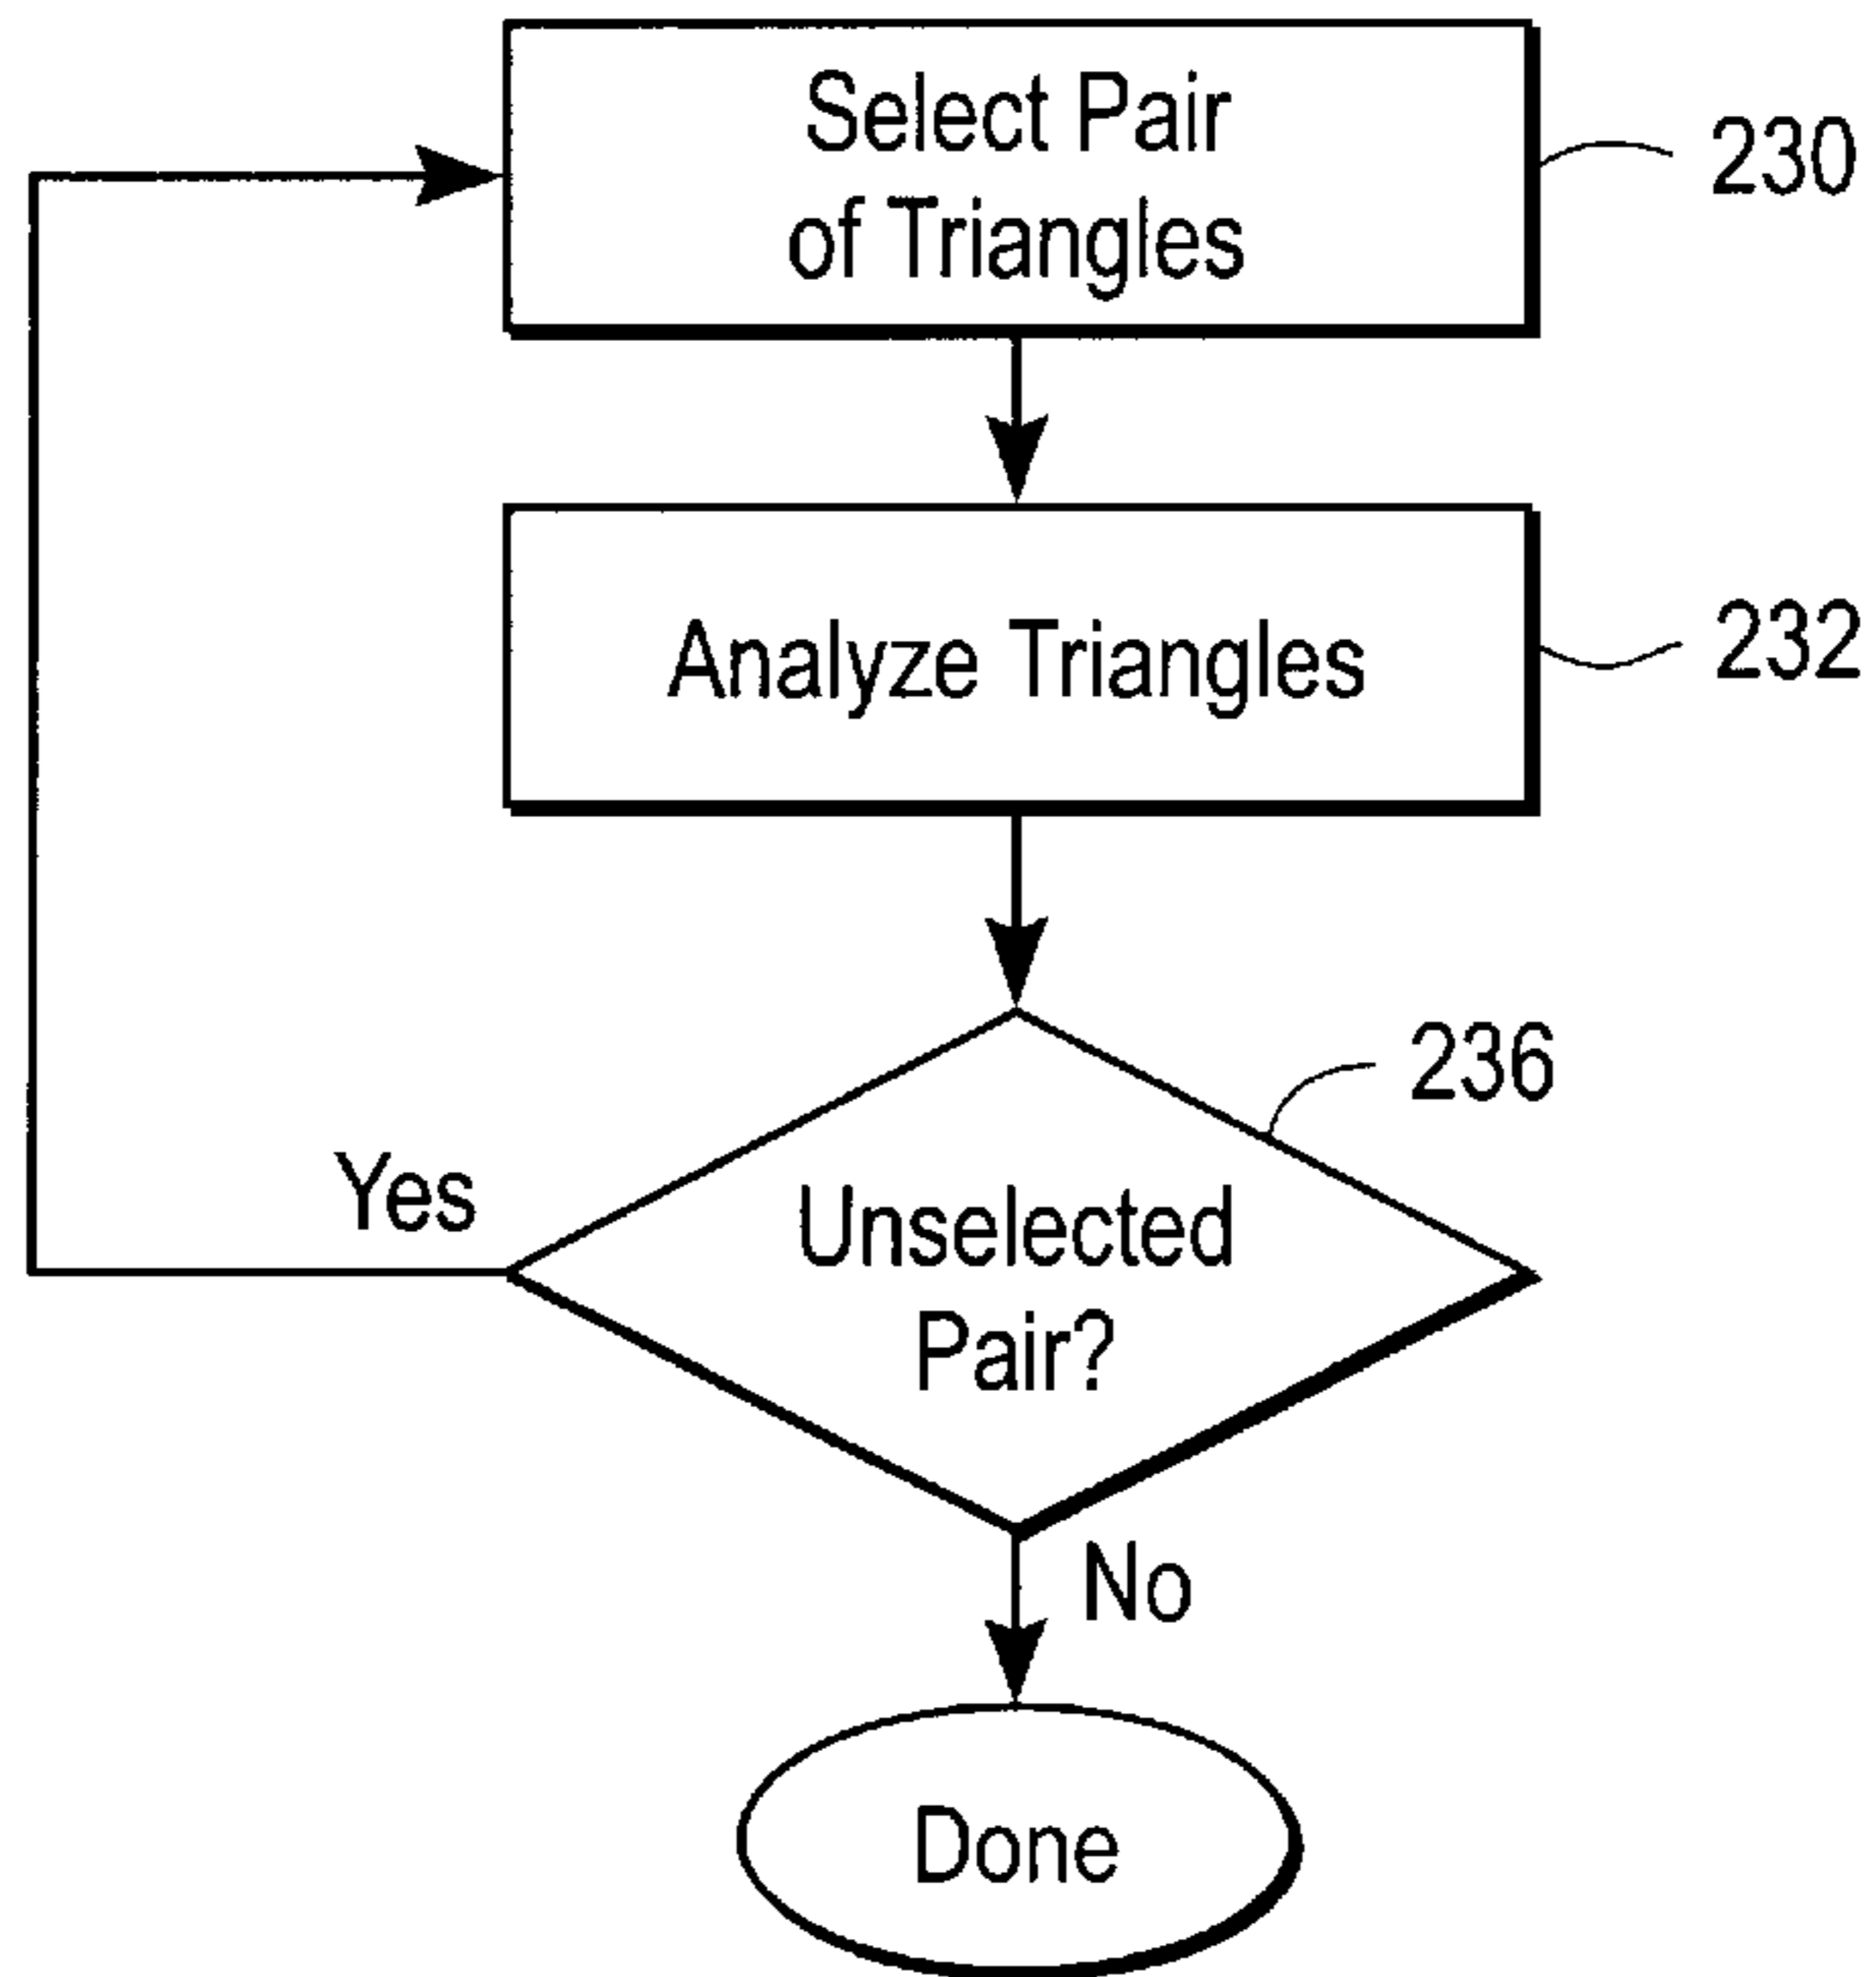 Select Pair
of Triangles
230
Analyze Triangles
232
236
Yes
Unselected
Pair?
No
Done